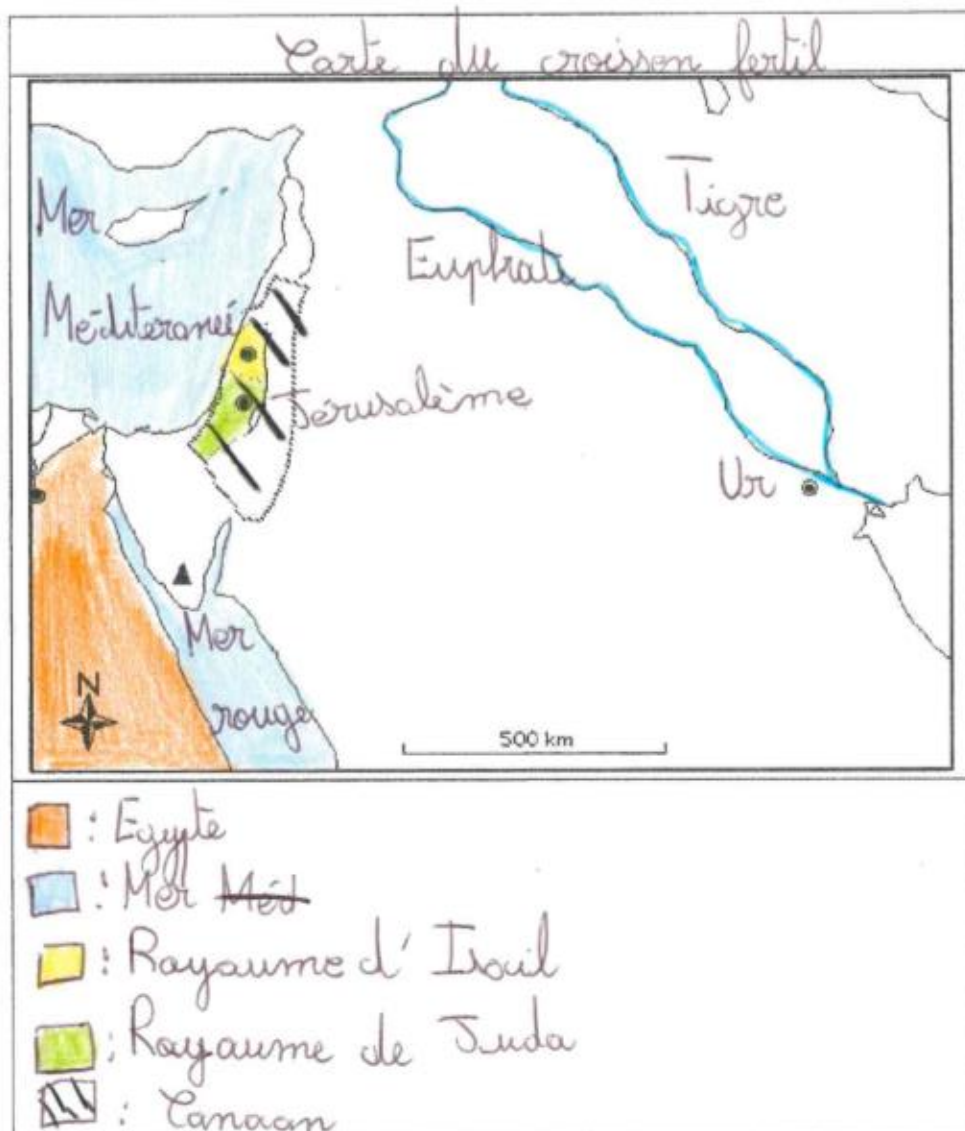 Carte du croisson fertil
Mer
Méditeranée
Tigre
Euphrate
Jérusalème
Ur
Mer
rouge
N
500 km
: Egypte
: Mer Méd
: Royaume d' Israil
: Royaume de Juda
: Canaan